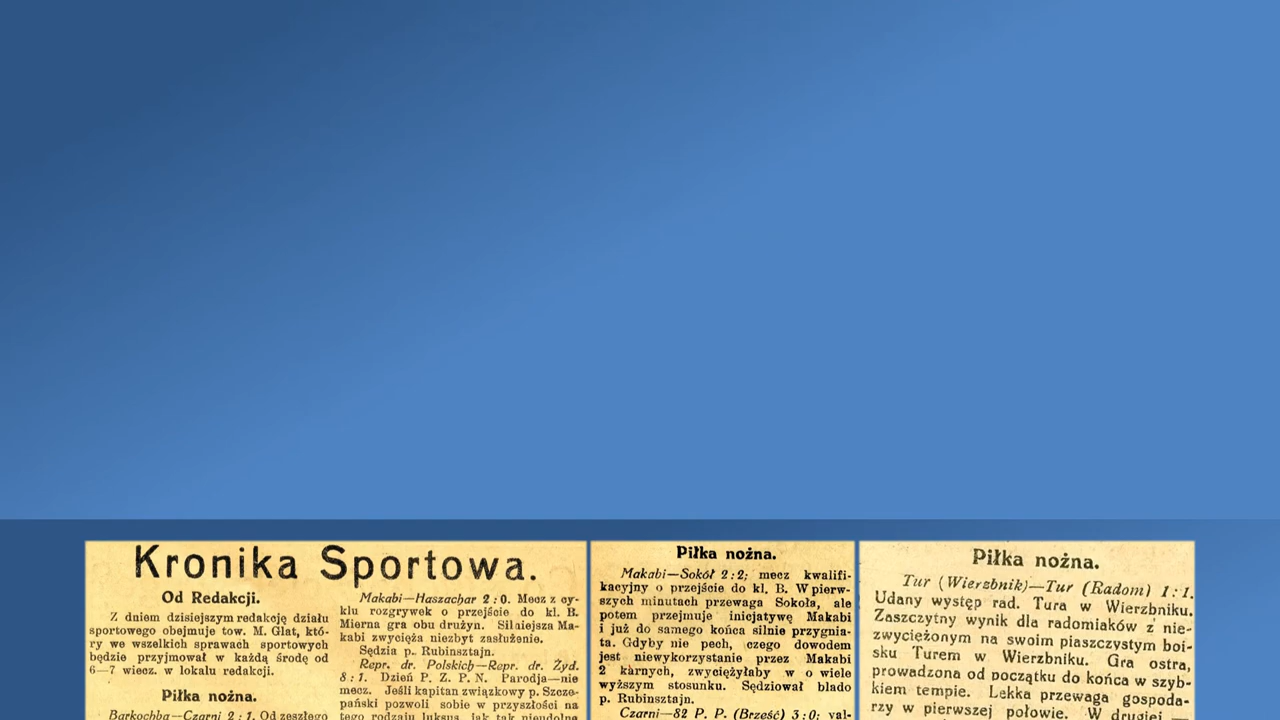 Kronika Sportowa.
Od Redakcji.
Z dniem dzisiejszym redakcję działu
sportowego obejmuje tow. M. Glat, któ-
ry we wszelkich sprawach sportowych
będzie przyjmował w każdą środę od
6—7 wiecz. w lokalu redakcji.
Piłka nożna.
Barkochba—Czarni 2:1. Od zeszłego
Makabi—Haszachar 2:0. Mecz z cy-
klu rozgrywek o przejście do kl. B.
Mierna gra obu drużyn. Silniejsza Ma-
kabi zwycięża niezbyt zasłużenie.
Sędzia p. Rubinsztajn.
Repr. dr. Polskich—Repr. dr. Żyd.
8:1. Dzień P. Z. P. N. Parodja—nie
mecz. Jeśli kapitan związkowy p. Szcze-
pański pozwoli sobie w przyszłości na
tego rodzaju luksus, jak tak nieudolne
Piłka nożna.
Makabi—Sokół 2:2; mecz kwalifi-
kacyjny o przejście do kl. B. W pierw-
szych minutach przewaga Sokoła, ale
potem przejmuje inicjatywę Makabi
i już do samego końca silnie przygnia-
ta. Gdyby nie pech, czego dowodem
jest niewykorzystanie przez Makabi
2 karnych, zwyciężyłaby w o wiele
wyższym stosunku. Sędziował blado
p. Rubinsztajn.
Czarni—82 P. P. (Brześć) 3:0; val-
Piłka nożna.
Tur (Wierzbnik)—Tur (Radom) 1:1.
Udany występ rad. Tura w Wierzbniku.
Zaszczytny wynik dla radomiaków z nie-
zwyciężonym na swoim piaszczystym boi-
sku Turem w Wierzbniku. Gra ostra,
prowadzona od początku do końca w szyb-
kiem tempie. Lekka przewaga gospoda-
rzy w pierwszej połowie. W drugiej —